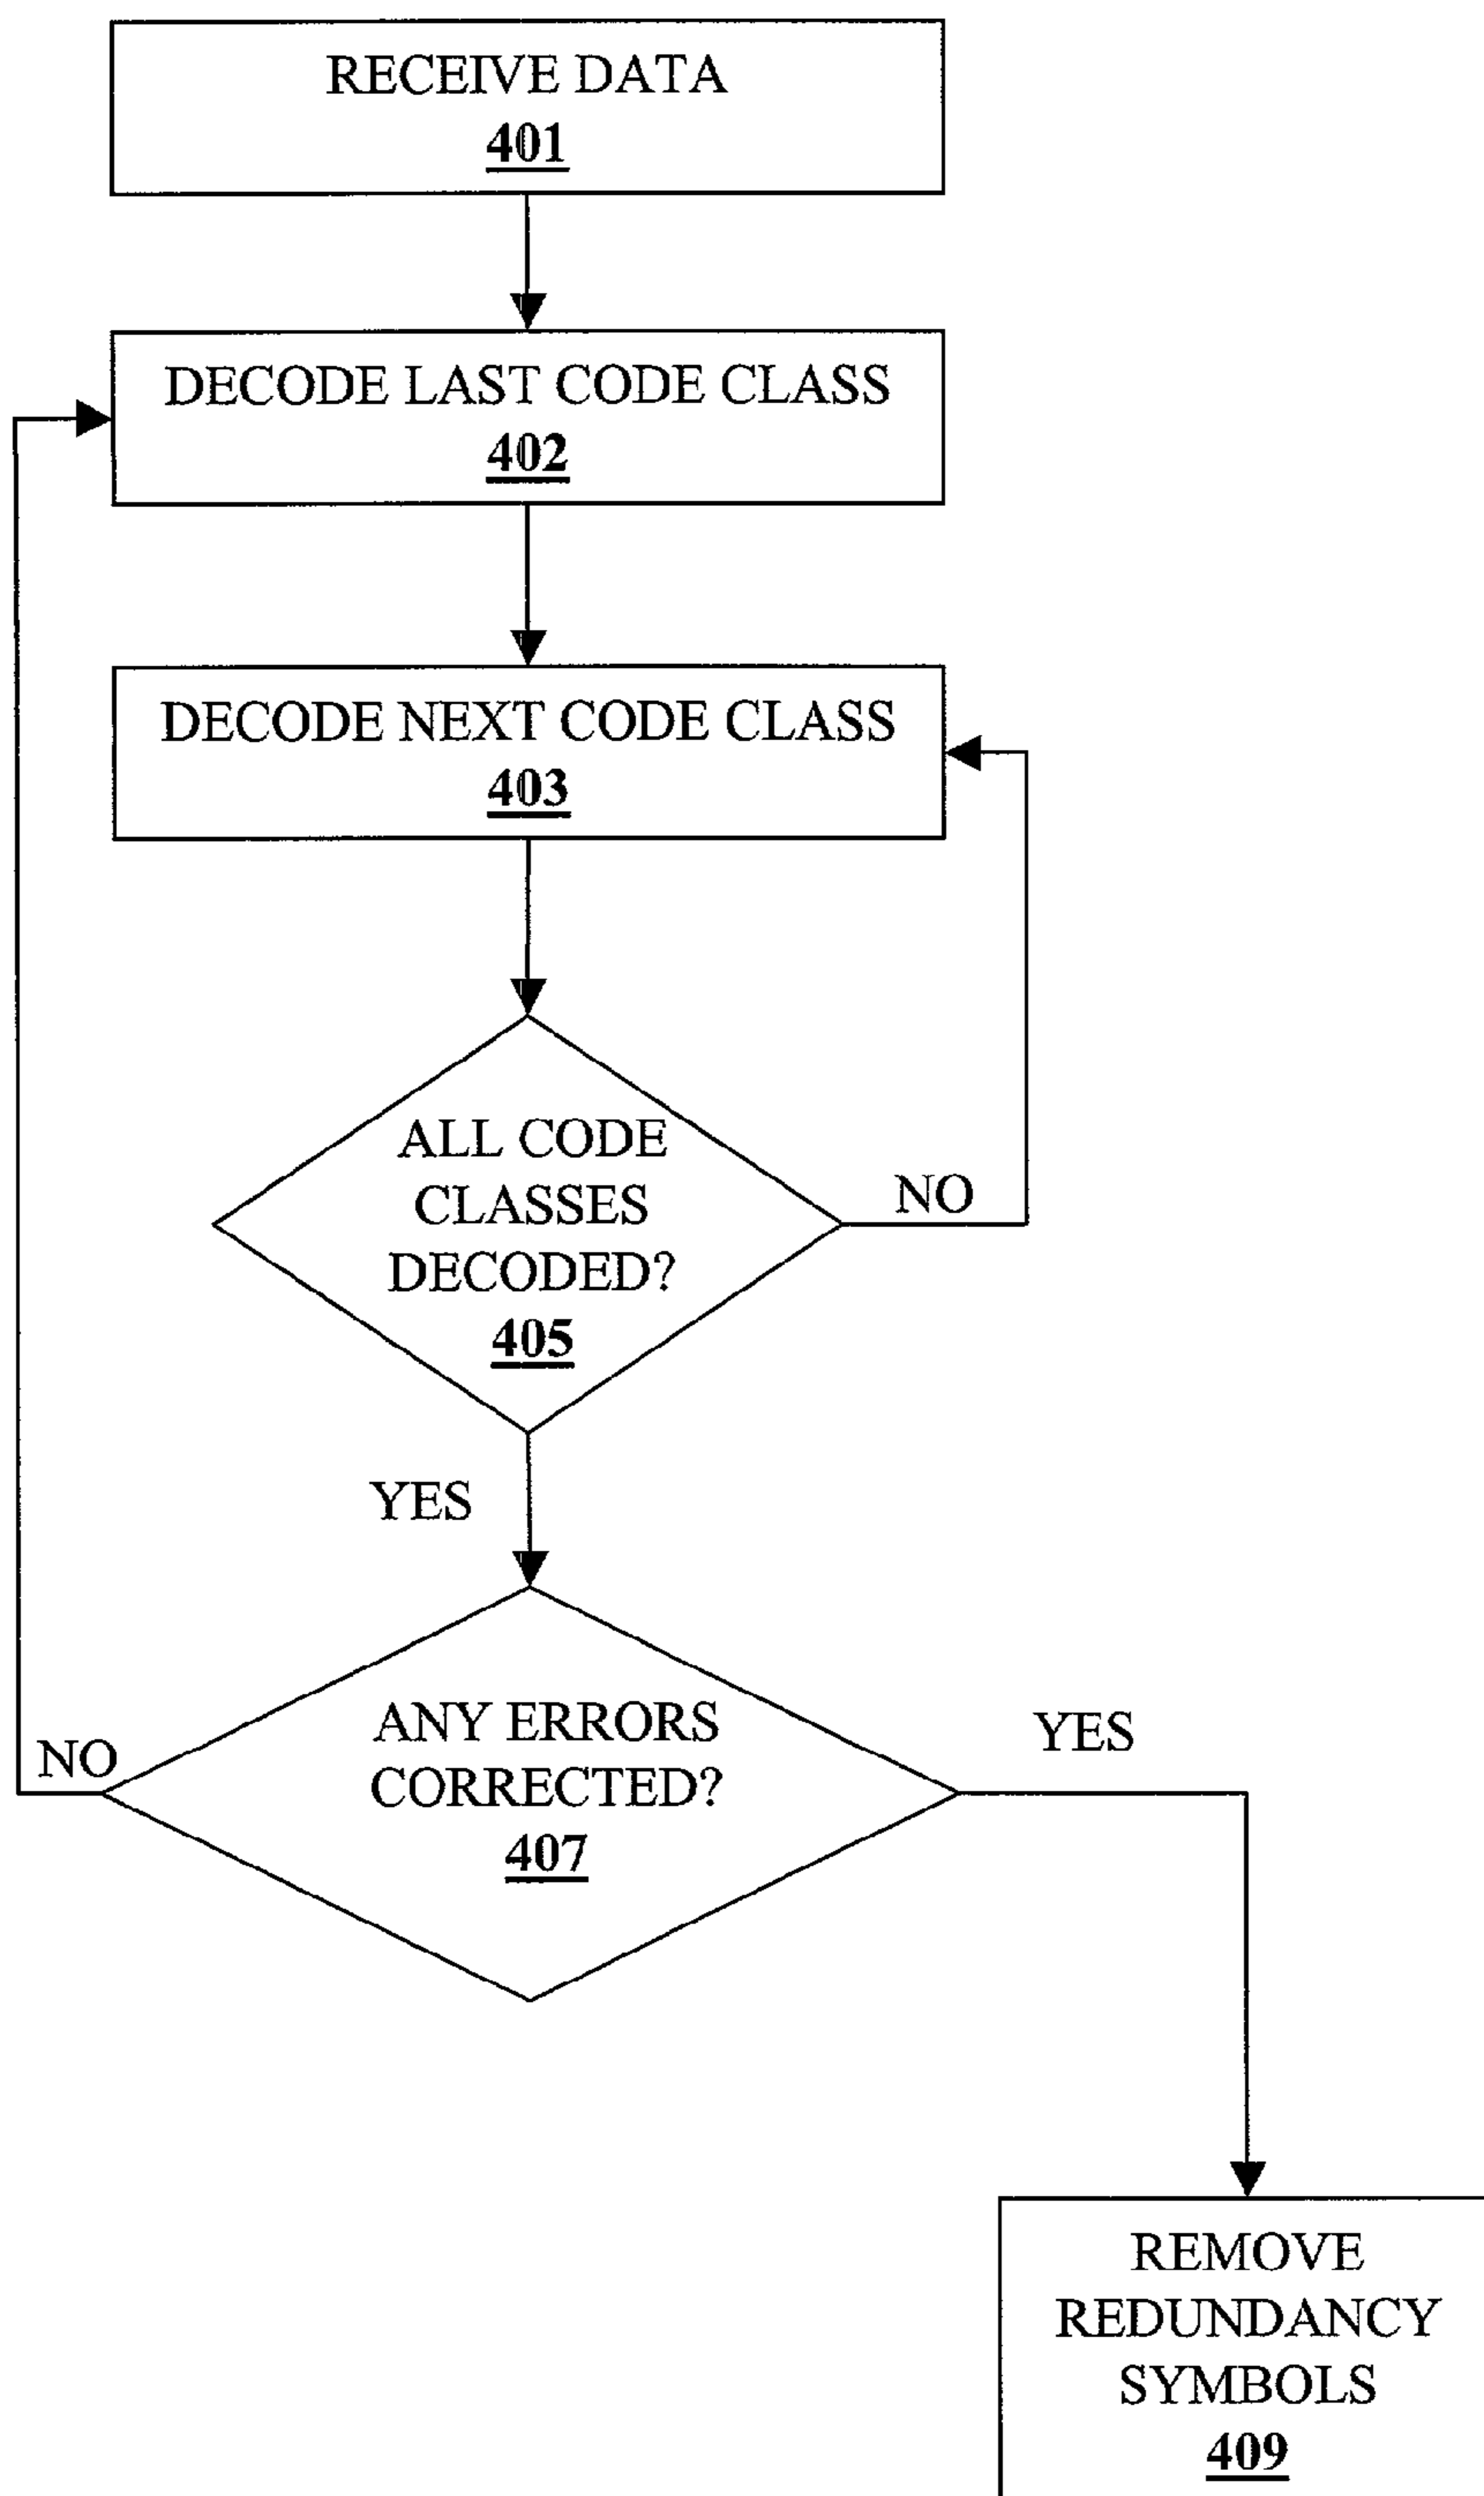 RECEIVE DATA
401
DECODE LAST CODE CLASS
402
DECODE NEXT CODE CLASS
403
ALL CODE
CLASSES
DECODED?
405
NO
YES
ANY ERRORS
CORRECTED?
407
NO
YES
REMOVE
REDUNDANCY
SYMBOLS
409